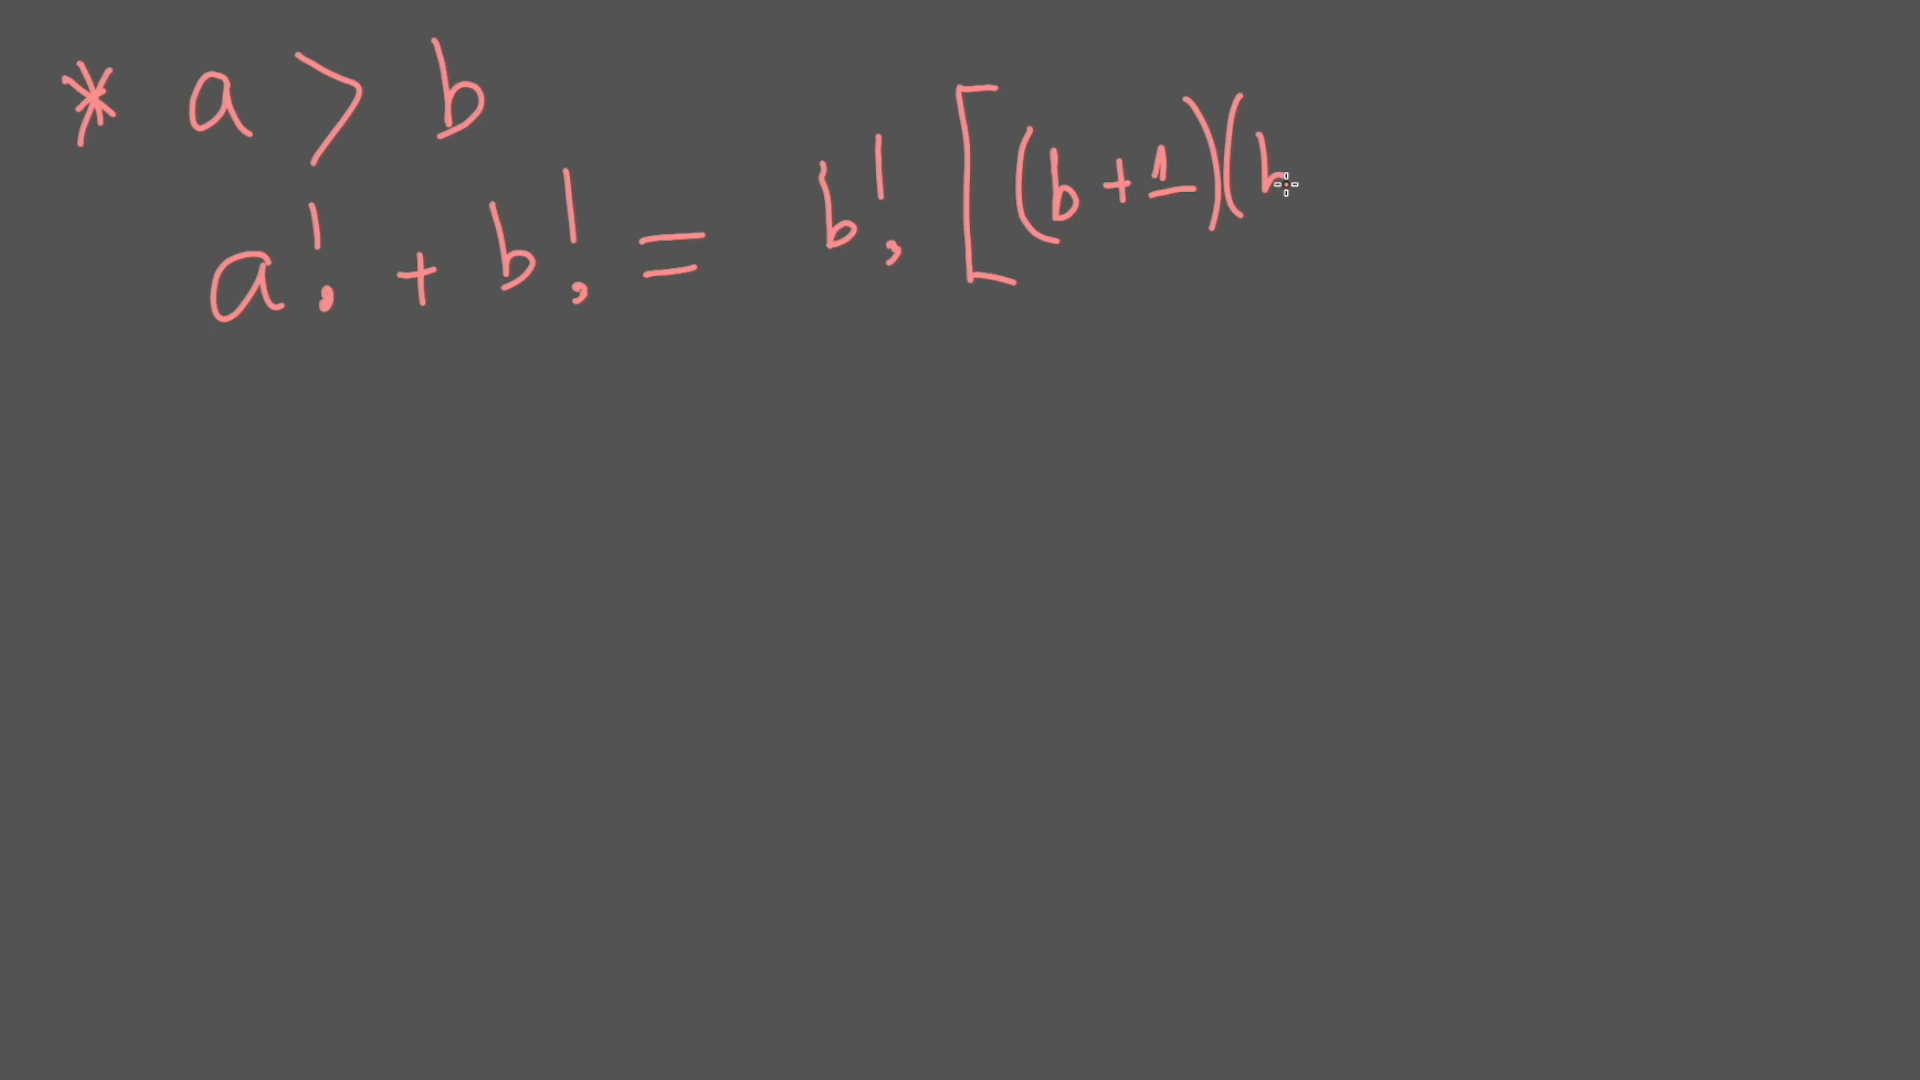 * a > b
a! + b! = b! [(b+1)(b